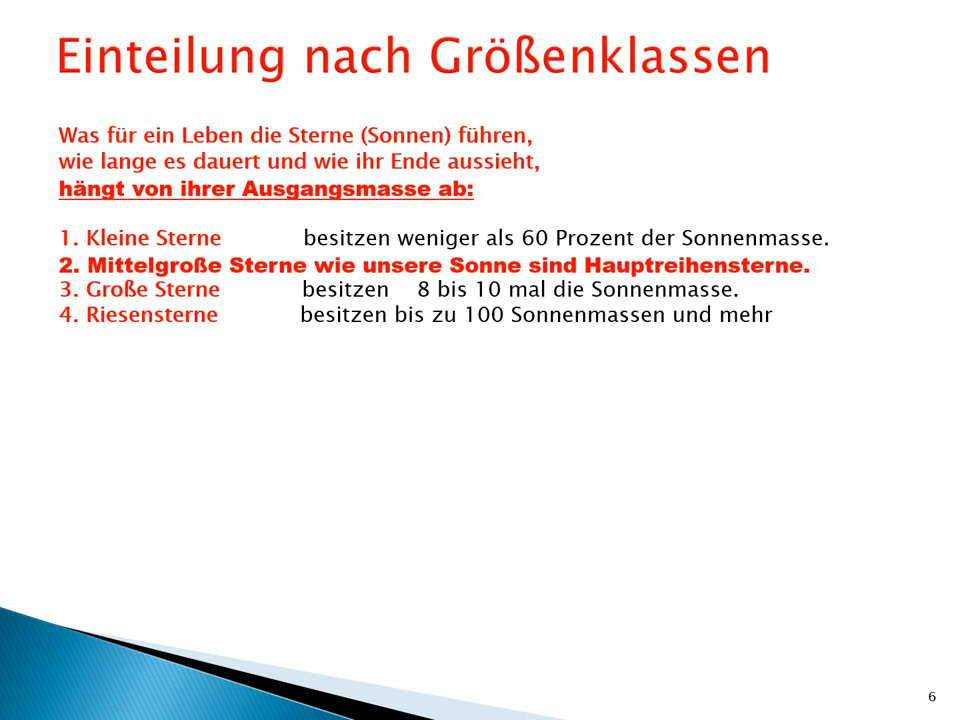 Einteilung nach Größenklassen
Was für ein Leben die Sterne (Sonnen) führen,
wie lange es dauert und wie ihr Ende aussieht,
hängt von ihrer Ausgangsmasse ab:
1. Kleine Sterne besitzen weniger als 60 Prozent der Sonnenmasse.
2. Mittelgroße Sterne wie unsere Sonne sind Hauptreihensterne.
3. Große Sterne besitzen 8 bis 10 mal die Sonnenmasse.
4. Riesensterne besitzen bis zu 100 Sonnenmassen und mehr
6